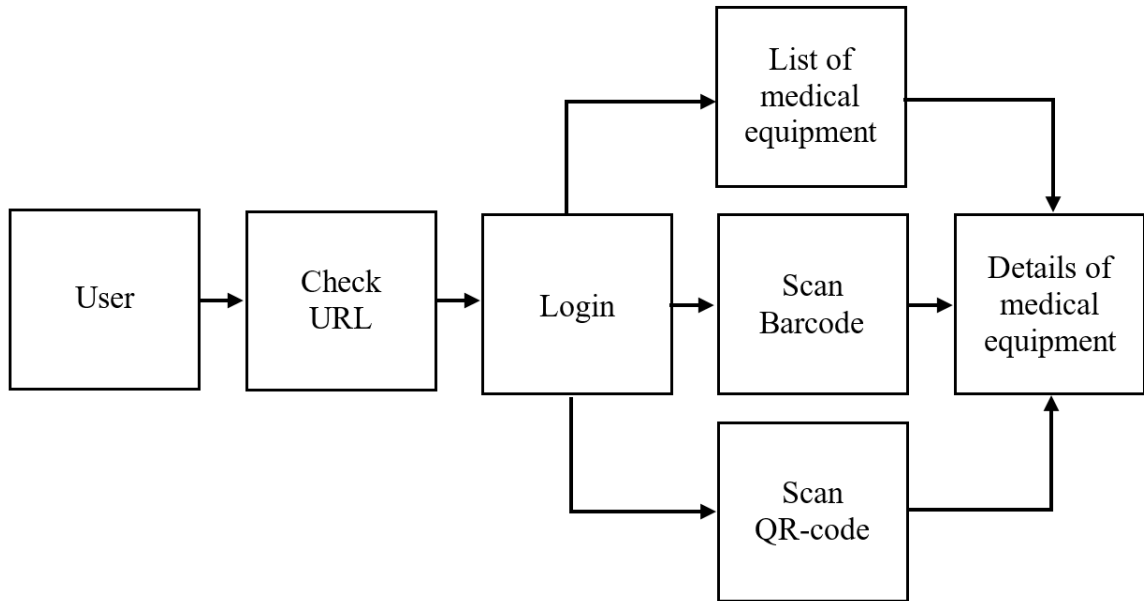 User
Check
URL
Login
List of
medical
equipment
Scan
Barcode
Scan
QR-code
Details of
medical
equipment